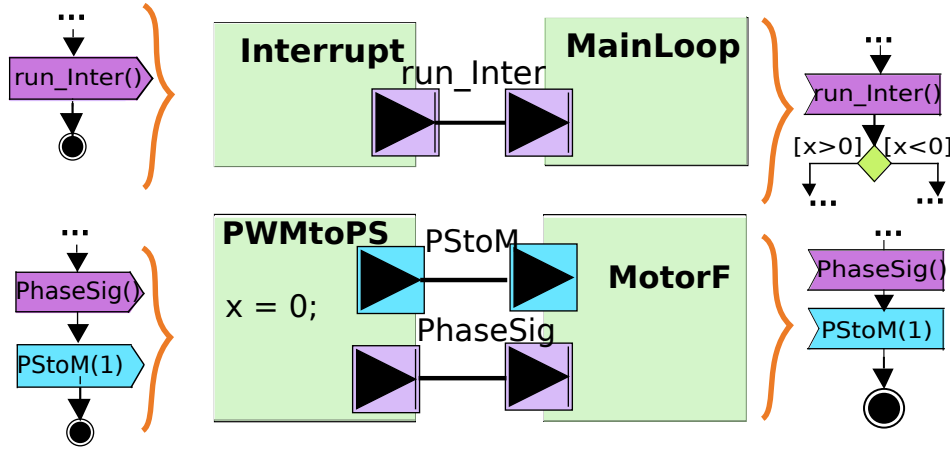 ...
run_Inter()
Interrupt
run_Inter
MainLoop
...
run_Inter()
[x>0]
[x<0]
...
...
...
PhaseSig()
PStoM(1)
PWMtoPS
x = 0;
PStoM
PhaseSig
MotorF
...
PhaseSig()
PStoM(1)